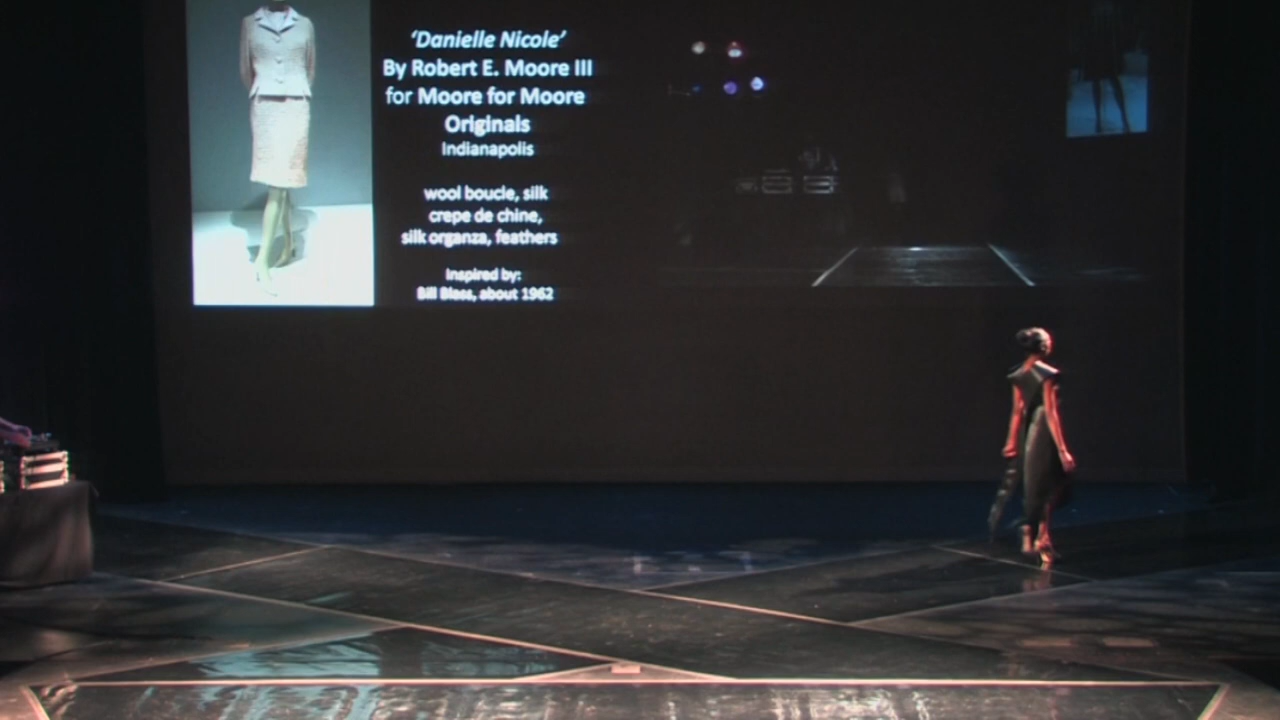 ‘Danielle Nicole’
By Robert E. Moore III
for Moore for Moore
Originals
Indianapolis
wool boucle, silk
crepe de chine,
silk organza, feathers
Inspired by:
Bill Blass, about 1962